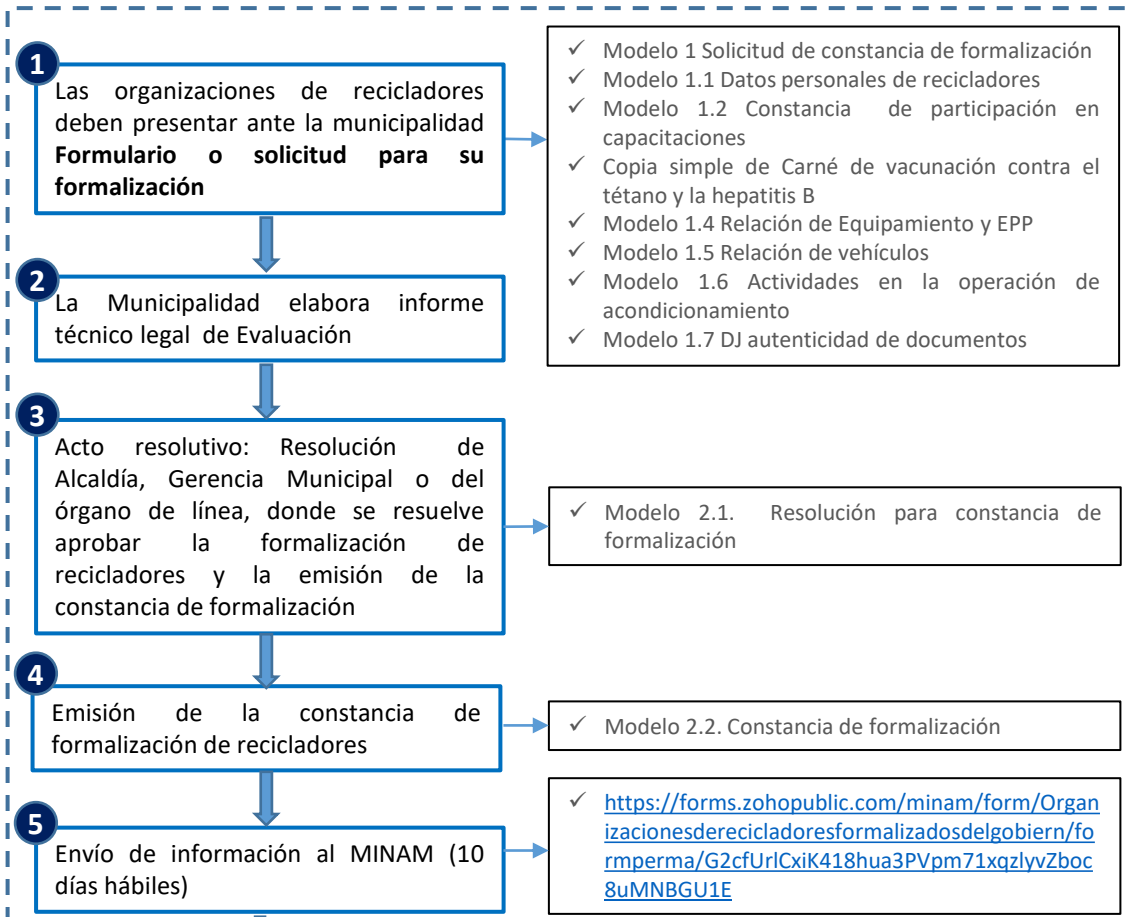 1
Las organizaciones de recicladores
deben presentar ante la municipalidad
Formulario o solicitud para su
formalización
✓ Modelo 1 Solicitud de constancia de formalización
✓ Modelo 1.1 Datos personales de recicladores
✓ Modelo 1.2 Constancia de participación en
capacitaciones
✓ Copia simple de Carné de vacunación contra el
tétano y la hepatitis B
✓ Modelo 1.4 Relación de Equipamiento y EPP
✓ Modelo 1.5 Relación de vehículos
✓ Modelo 1.6 Actividades en la operación de
acondicionamiento
✓ Modelo 1.7 DJ autenticidad de documentos
2
La Municipalidad elabora informe
técnico legal de Evaluación
3
Acto resolutivo: Resolución de
Alcaldía, Gerencia Municipal o del
órgano de línea, donde se resuelve
aprobar la formalización de
recicladores y la emisión de la
constancia de formalización
✓ Modelo 2.1. Resolución para constancia de
formalización
4
Emisión de la constancia de
formalización de recicladores
✓ Modelo 2.2. Constancia de formalización
5
Envío de información al MINAM (10
días hábiles)
✓ https://forms.zohopublic.com/minam/form/Organ
izacionesderecicladoresformalizadosdelgobiern/fo
rmperma/G2cfUrlCxiK418hua3PVpm71xqzlyvZboc
8uMNBGU1E